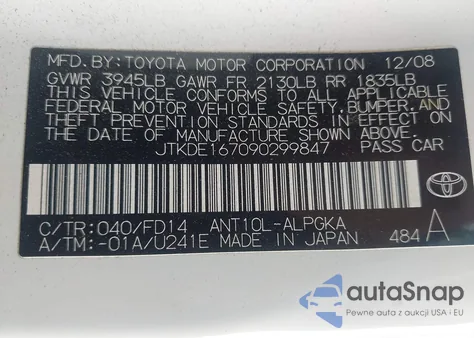 MFD.BY:TOYOTA MOTOR CORPORATION 12/08
GVWR 3945LB GAWR FR 2130LB RR 1835LB
THIS VEHICLE CONFORMS TO ALL APPLICABLE
FEDERAL MOTOR VEHICLE SAFETY, BUMPER, AND
THEFT PREVENTION STANDARDS IN EFFECT ON
THE DATE OF MANUFACTURE SHOWN ABOVE.
JTKDE167090299847 PASS CAR
TOYOTA
C/TR: 040/FD14 ANT10L-ALPGKA
A/TM: -01A/U241E MADE IN JAPAN 484 A
autoSnap
Pewne auta z aukcji USA i EU